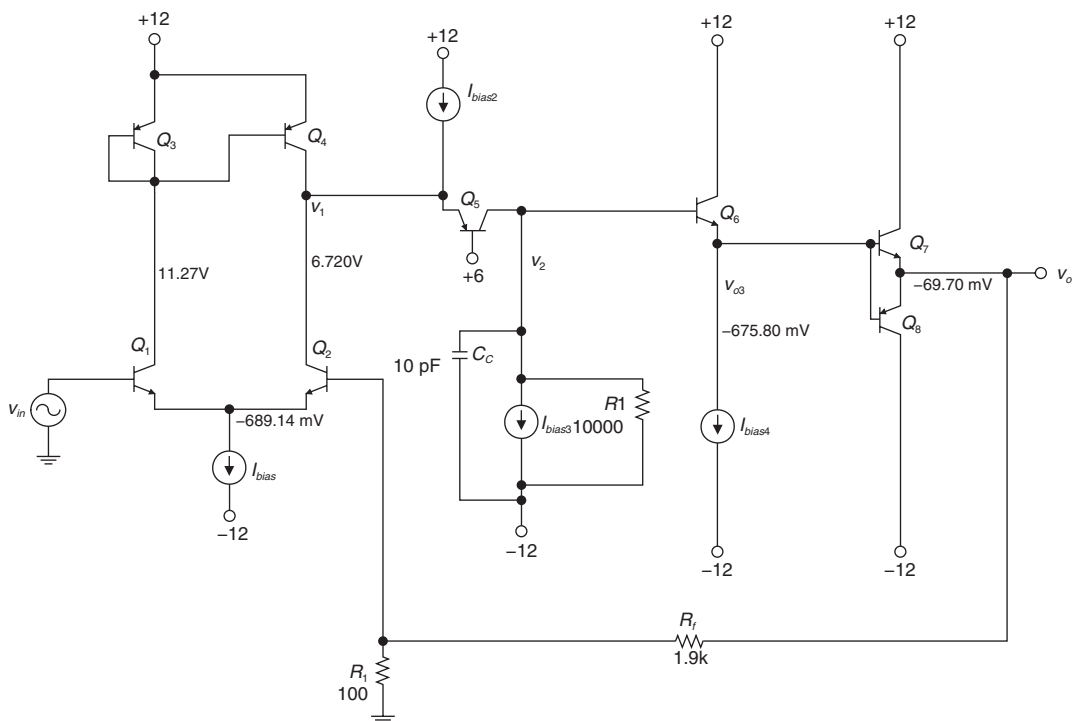 +12
+12
+12
+12
Ibias2
Q3
Q4
v1
Q5
+6
Q6
Q7
v2
vo3
11.27V
6.720V
−69.70 mV
vo
−675.80 mV
Q8
Q1
Q2
vin
−689.14 mV
Ibias
−12
10 pF
CC
Ibias3
10000
R1
Ibias4
−12
−12
−12
Rf
1.9k
R1
100